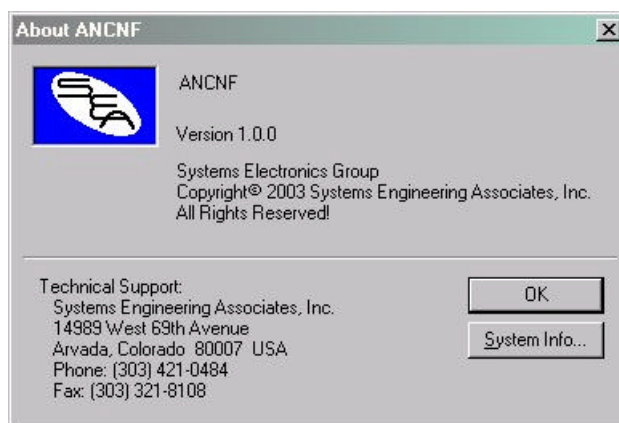 About ANCNF
SEA
ANCNF
Version 1.0.0
Systems Electronics Group
Copyright© 2003 Systems Engineering Associates, Inc.
All Rights Reserved!
Technical Support:
Systems Engineering Associates, Inc.
14989 West 69th Avenue
Arvada, Colorado 80007 USA
Phone: (303) 421-0484
Fax: (303) 321-8108
OK
System Info...